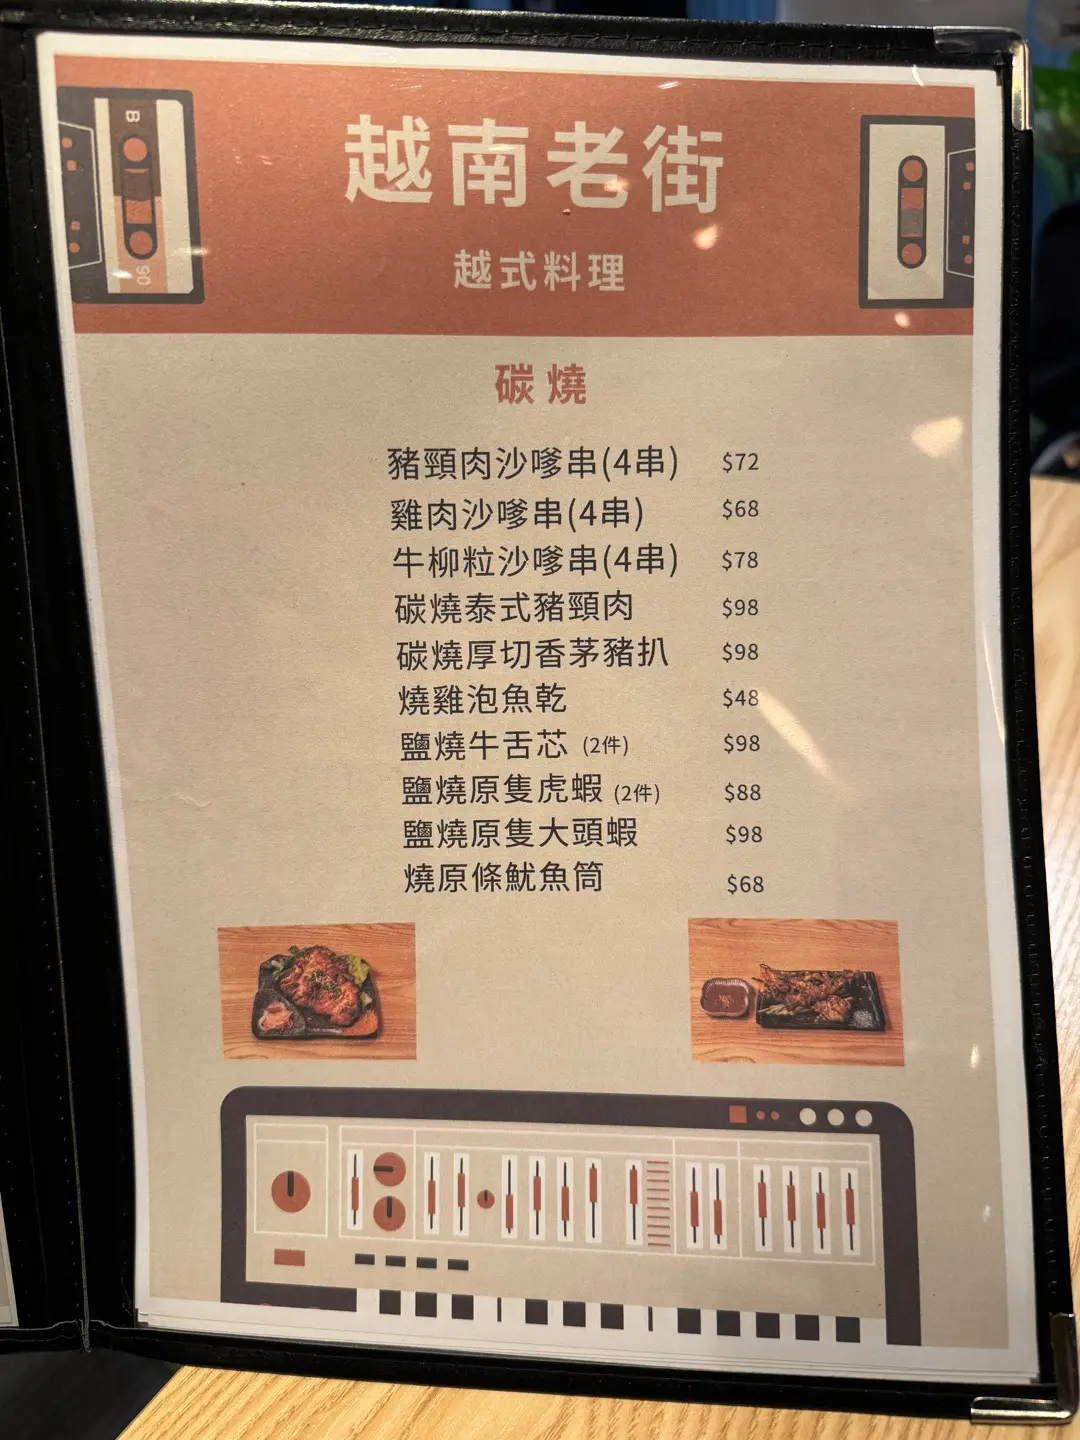 越南老街
越式料理
碳燒
豬頸肉沙嗲串(4串) $72
雞肉沙嗲串(4串) $68
牛柳粒沙嗲串(4串) $78
碳燒泰式豬頸肉 $98
碳燒厚切香茅豬扒 $98
燒雞泡魚乾 $48
鹽燒牛舌芯 (2件) $98
鹽燒原隻虎蝦 (2件) $88
鹽燒原隻大頭蝦 $98
燒原條魷魚筒 $68
B
90